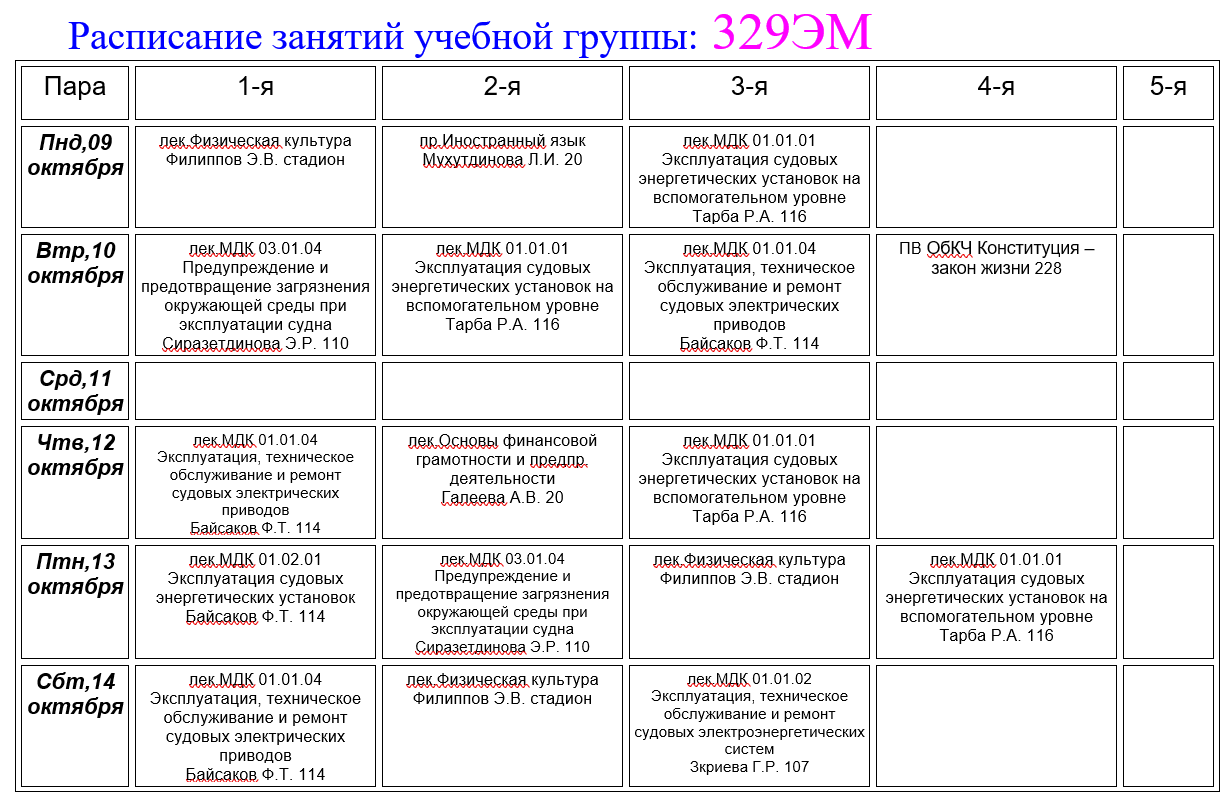 Расписание занятий учебной группы: 329ЭМ
Пара
1-я
2-я
3-я
4-я
5-я
Пнд,09
октября
лек.Физическая культура
Филиппов Э.В. стадион
пр.Иностранный язык
Мухутдинова Л.И. 20
лек.МДК 01.01.01
Эксплуатация судовых
энергетических установок на
вспомогательном уровне
Тарба Р.А. 116
Втр,10
октября
лек.МДК 03.01.04
Предупреждение и
предотвращение загрязнения
окружающей среды при
эксплуатации судна
Сиразетдинова Э.Р. 110
лек.МДК 01.01.01
Эксплуатация судовых
энергетических установок на
вспомогательном уровне
Тарба Р.А. 116
лек.МДК 01.01.04
Эксплуатация, техническое
обслуживание и ремонт
судовых электрических
приводов
Байсаков Ф.Т. 114
ПВ ОбКЧ Конституция –
закон жизни 228
Срд,11
октября
Чтв,12
октября
лек.МДК 01.01.04
Эксплуатация, техническое
обслуживание и ремонт
судовых электрических
приводов
Байсаков Ф.Т. 114
лек.Основы финансовой
грамотности и предпр.
деятельности
Галеева А.В. 20
лек.МДК 01.01.01
Эксплуатация судовых
энергетических установок на
вспомогательном уровне
Тарба Р.А. 116
Птн,13
октября
лек.МДК 01.02.01
Эксплуатация судовых
энергетических установок
Байсаков Ф.Т. 114
лек.МДК 03.01.04
Предупреждение и
предотвращение загрязнения
окружающей среды при
эксплуатации судна
Сиразетдинова Э.Р. 110
лек.Физическая культура
Филиппов Э.В. стадион
лек.МДК 01.01.01
Эксплуатация судовых
энергетических установок на
вспомогательном уровне
Тарба Р.А. 116
Сбт,14
октября
лек.МДК 01.01.04
Эксплуатация, техническое
обслуживание и ремонт
судовых электрических
приводов
Байсаков Ф.Т. 114
лек.Физическая культура
Филиппов Э.В. стадион
лек.МДК 01.01.02
Эксплуатация, техническое
обслуживание и ремонт
судовых электроэнергетических
систем
Зкриева Г.Р. 107